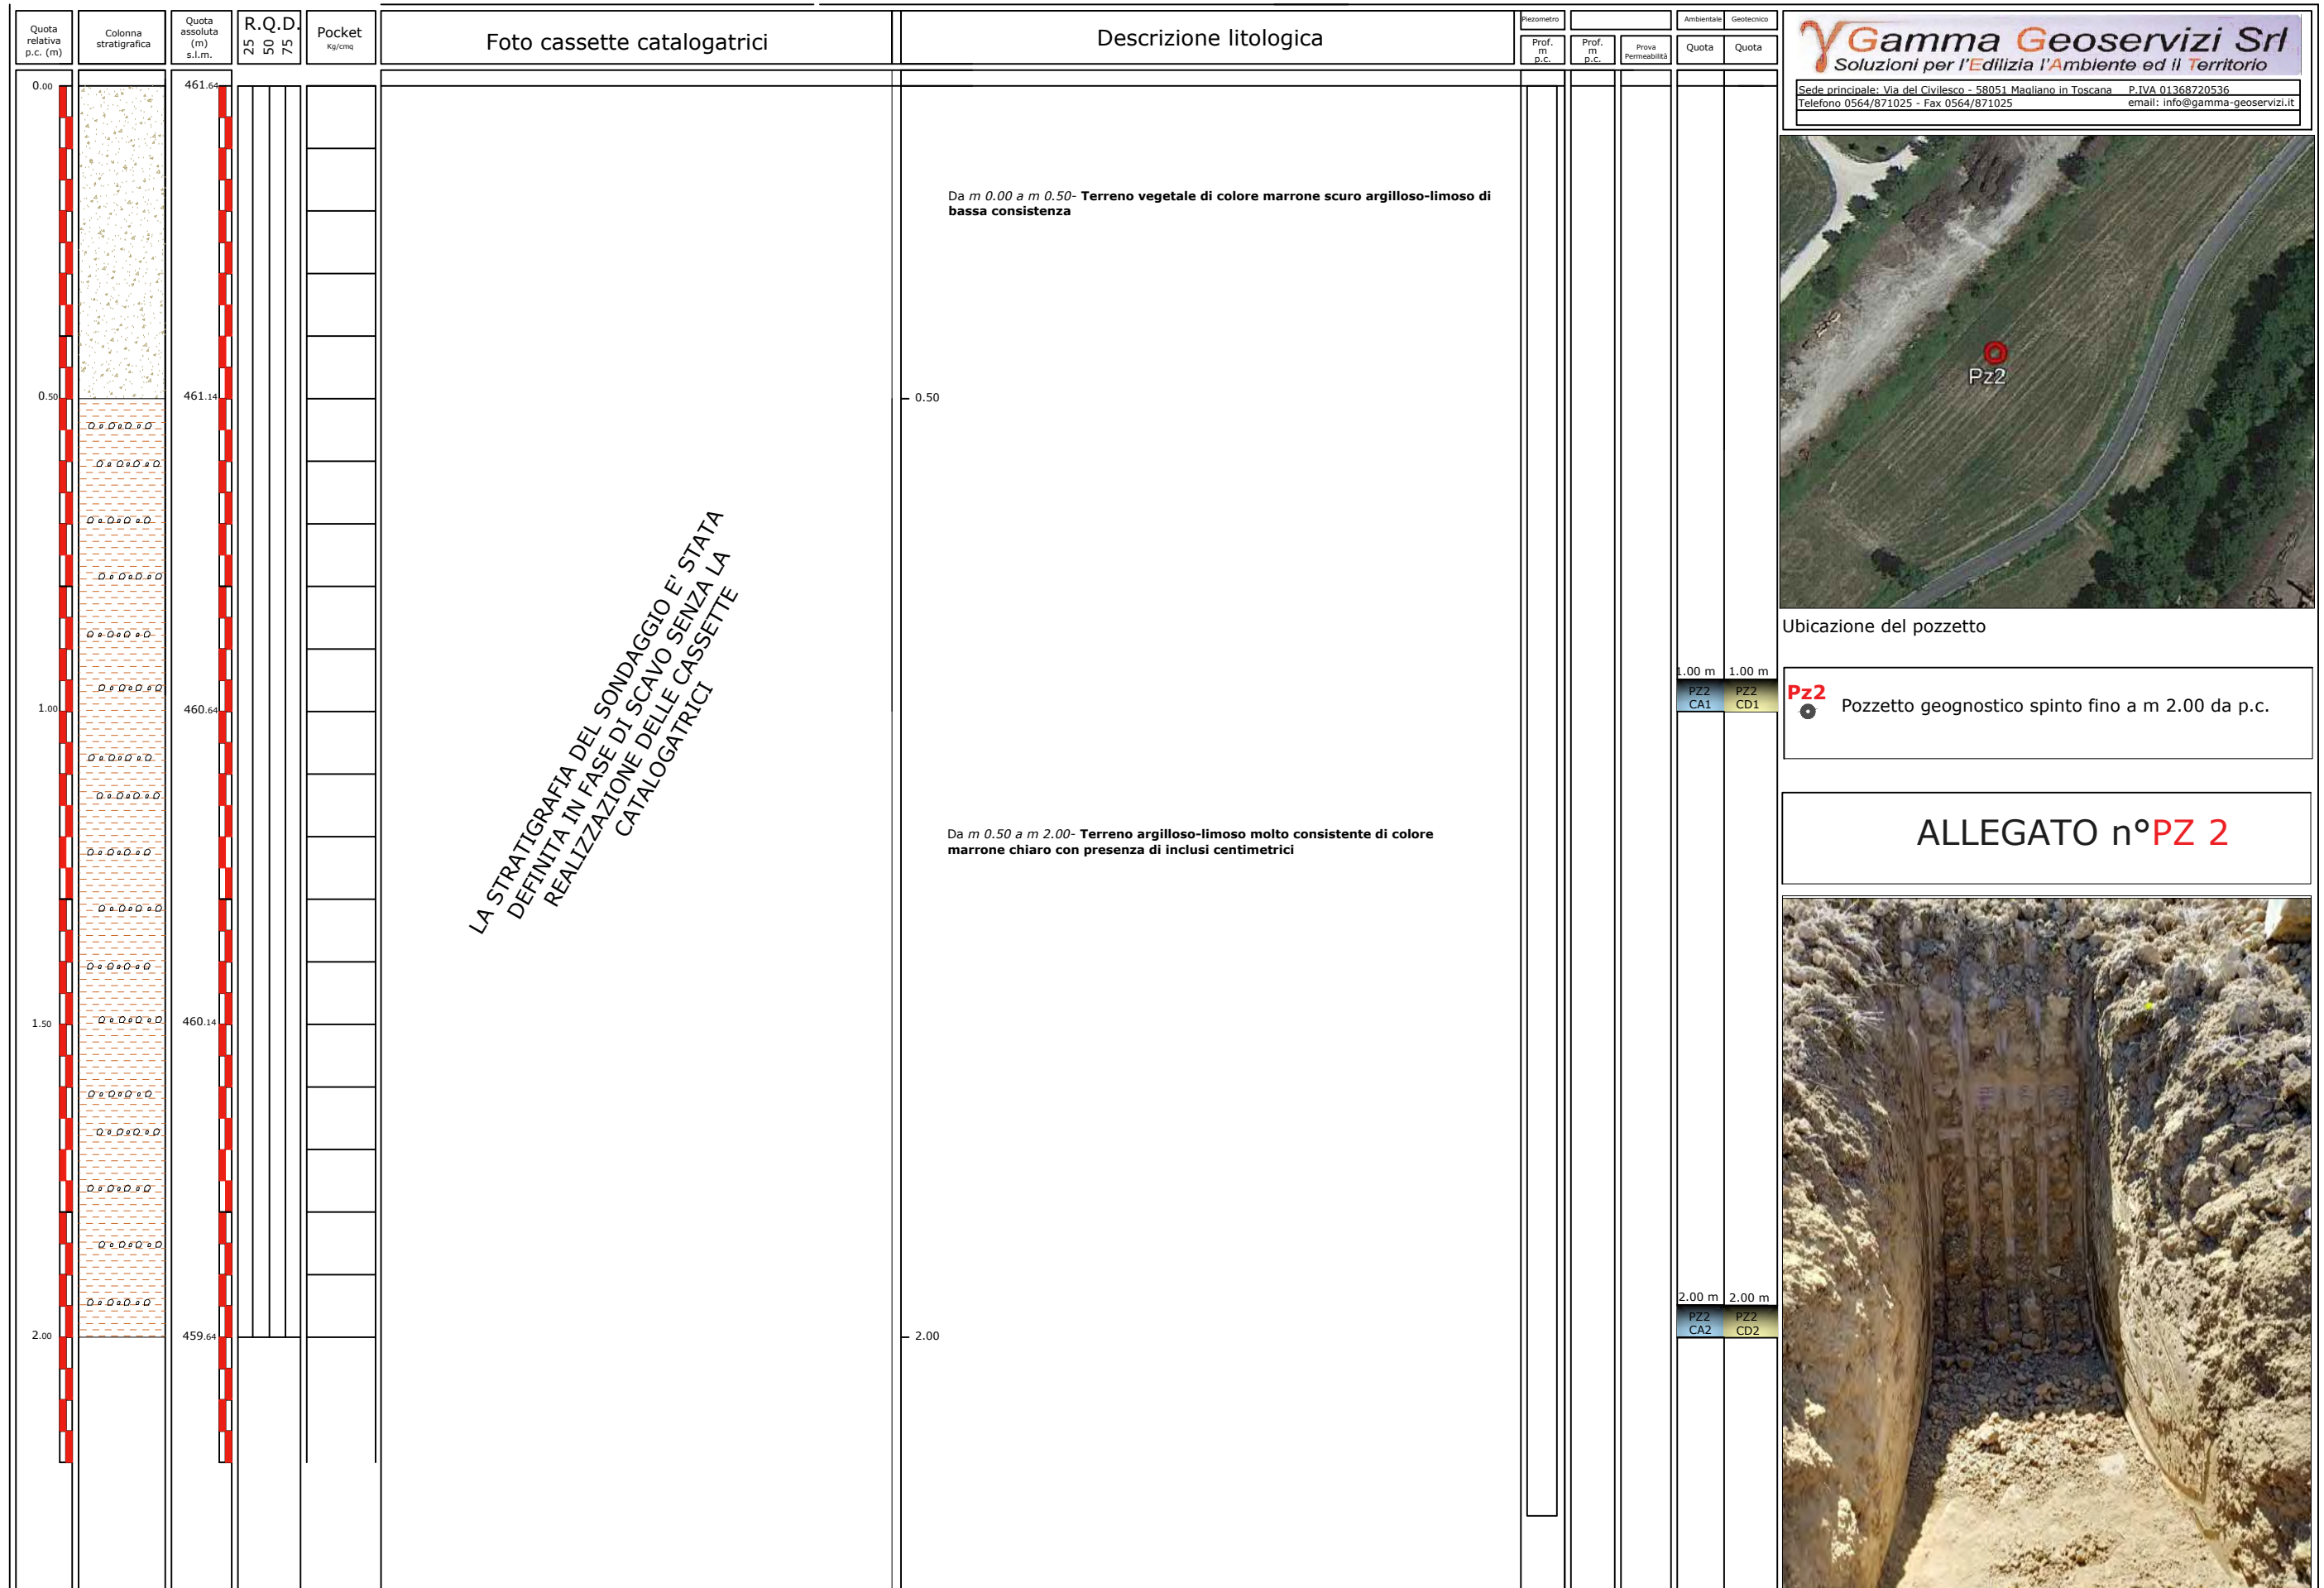 Quota
relativa
p.c. (m)
Colonna
stratigrafica
Quota
assoluta
(m)
s.l.m.
R.Q.D.
25
50
75
Pocket
Kg/cmq
Foto cassette catalogatrici
Descrizione litologica
Piezometro
Prof.
m
p.c.
Prof.
m
p.c.
Prova
Permeabilità
Ambientale
Geotecnico
Quota
Quota
γ Gamma Geoservizi Srl
Soluzioni per l'Edilizia l'Ambiente ed il Territorio
Sede principale: Via del Civilesco - 58051 Magliano in Toscana P.IVA 01368720536
Telefono 0564/871025 - Fax 0564/871025 email: info@gamma-geoservizi.it
0.00
461.64
Da m 0.00 a m 0.50- Terreno vegetale di colore marrone scuro argilloso-limoso di
bassa consistenza
Pz2
0.50
461.14
0.50
LA STRATIGRAFIA DEL SONDAGGIO E' STATA
DEFINITA IN FASE DI SCAVO SENZA LA
REALIZZAZIONE DELLE CASSETTE
CATALOGATRICI
Ubicazione del pozzetto
1.00
460.64
1.00 m
1.00 m
PZ2
CA1
PZ2
CD1
Pz2
Pozzetto geognostico spinto fino a m 2.00 da p.c.
Da m 0.50 a m 2.00- Terreno argilloso-limoso molto consistente di colore
marrone chiaro con presenza di inclusi centimetrici
ALLEGATO n°PZ 2
1.50
460.14
2.00
459.64
2.00
2.00 m
2.00 m
PZ2
CA2
PZ2
CD2